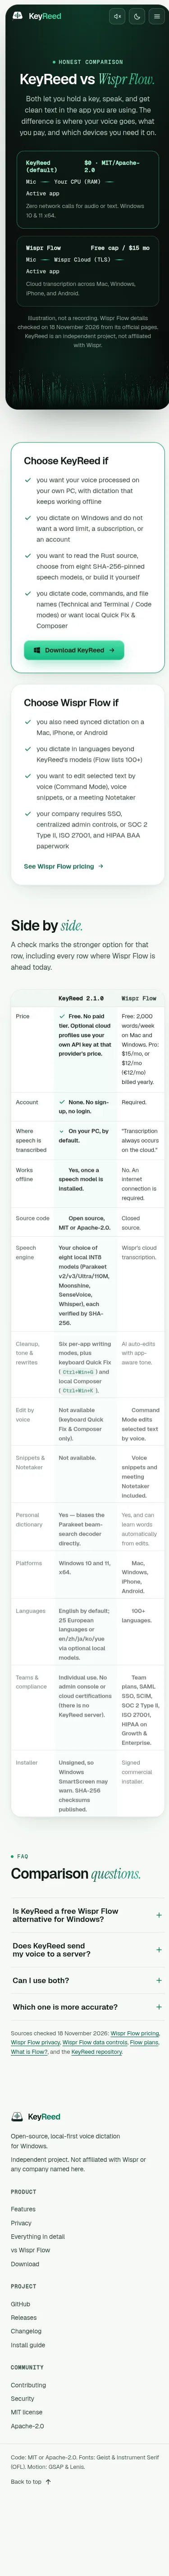 KeyReed
HONEST COMPARISON
KeyReed vs Wispr Flow.
Both let you hold a key, speak, and get
clean text in the app you are using. The
difference is where your voice goes, what
you pay, and which devices you need it on.
KeyReed (default)
$0 · MIT/Apache-2.0
Mic
Your CPU (RAM)
Active app
Zero network calls for audio or text. Windows
10 & 11 x64.
Wispr Flow
Free cap / $15 mo
Mic
Wispr Cloud (TLS)
Active app
Cloud transcription across Mac, Windows,
iPhone, and Android.
Illustration, not a recording. Wispr Flow details
checked on 18 November 2026 from its official pages.
KeyReed is an independent project, not affiliated
with Wispr.
Choose KeyReed if
you want your voice processed on
your own PC, with dictation that
keeps working offline
you dictate on Windows and do not
want a word limit, a subscription, or
an account
you want to read the Rust source,
choose from eight SHA-256-pinned
speech models, or build it yourself
you dictate code, commands, and file
names (Technical and Terminal / Code
modes) or want local Quick Fix &
Composer
Download KeyReed →
Choose Wispr Flow if
you also need synced dictation on a
Mac, iPhone, or Android
you dictate in languages beyond
KeyReed's (Flow lists 100+)
you want to edit selected text by
voice (Command Mode), voice
snippets, or a meeting Notetaker
your company requires SSO,
centralized admin controls, or SOC 2
Type II, ISO 27001, and HIPAA BAA
paperwork
See Wispr Flow pricing →
Side by side.
A check marks the stronger option for that
row, including every row where Wispr Flow is
ahead today.
KeyReed 2.1.0
Wispr Flow
Price
Free. No paid
tier. Optional cloud
profiles use your
own API key at that
provider's price.
Free: 2,000
words/week
on Mac and
Windows. Pro:
$15/mo, or
$12/mo
(€12/mo)
billed yearly.
Account
None. No sign-
up, no login.
Required.
Where
speech is
transcribed
On your PC, by
default.
"Transcription
always occurs
on the cloud."
Works
offline
Yes, once a
speech model is
installed.
No. An
internet
connection is
required.
Source code
Open source,
MIT or Apache-2.0.
Closed
source.
Speech
engine
Your choice of
eight local INT8
models (Parakeet
v2/v3/Ultra/110M,
Moonshine,
SenseVoice,
Whisper), each
verified by SHA-
256.
Wispr's cloud
transcription.
Cleanup,
tone &
rewrites
Six per-app writing
modes, plus
keyboard Quick Fix
(Ctrl+Win+G) and
local Composer
(Ctrl+Win+K).
AI auto-edits
with app-
aware tone.
Edit by
voice
Not available
(keyboard Quick
Fix & Composer
only).
Command
Mode edits
selected text
by voice.
Snippets &
Notetaker
Not available.
Voice
snippets and
meeting
Notetaker
included.
Personal
dictionary
Yes — biases the
Parakeet beam-
search decoder
directly.
Yes, and can
learn words
automatically
from edits.
Platforms
Windows 10 and 11,
x64.
Mac,
Windows,
iPhone,
Android.
Languages
English by default;
25 European
languages or
en/zh/ja/ko/yue
via optional local
models.
100+
languages.
Teams &
compliance
Individual use. No
admin console or
cloud certifications
(there is no
KeyReed server).
Team
plans, SAML
SSO, SCIM,
SOC 2 Type II,
ISO 27001,
HIPAA on
Growth &
Enterprise.
Installer
Unsigned, so
Windows
SmartScreen may
warn. SHA-256
checksums
published.
Signed
commercial
installer.
FAQ
Comparison questions.
Is KeyReed a free Wispr Flow
alternative for Windows?
Does KeyReed send
my voice to a server?
Can I use both?
Which one is more accurate?
Sources checked 18 November 2026: Wispr Flow pricing,
Wispr Flow privacy, Wispr Flow data controls, Flow plans,
What is Flow?, and the KeyReed repository.
KeyReed
Open-source, local-first voice dictation
for Windows.
Independent project. Not affiliated with Wispr or
any company named here.
PRODUCT
Features
Privacy
Everything in detail
vs Wispr Flow
Download
PROJECT
GitHub
Releases
Changelog
Install guide
COMMUNITY
Contributing
Security
MIT license
Apache-2.0
Code: MIT or Apache-2.0. Fonts: Geist & Instrument Serif
(OFL). Motion: GSAP & Lenis.
Back to top ↑